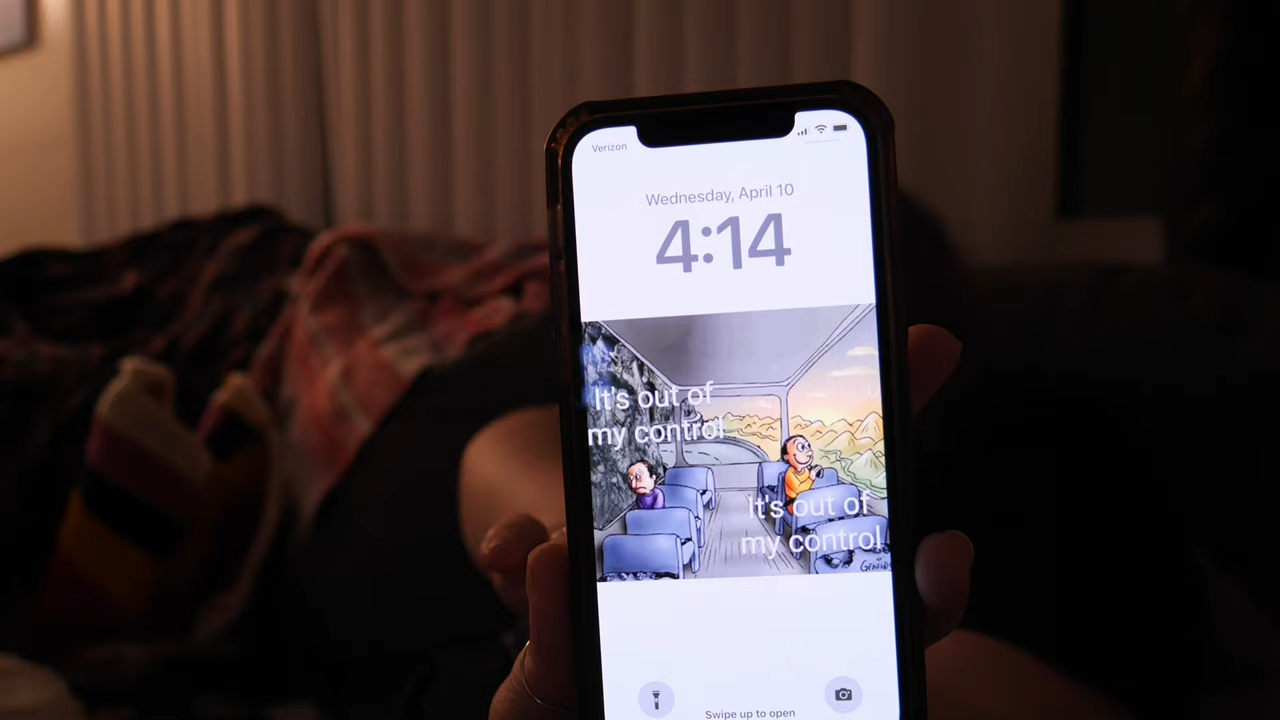 Verizon
Wednesday, April 10
4:14
It's out of
my control
It's out of
my control
Swipe up to open